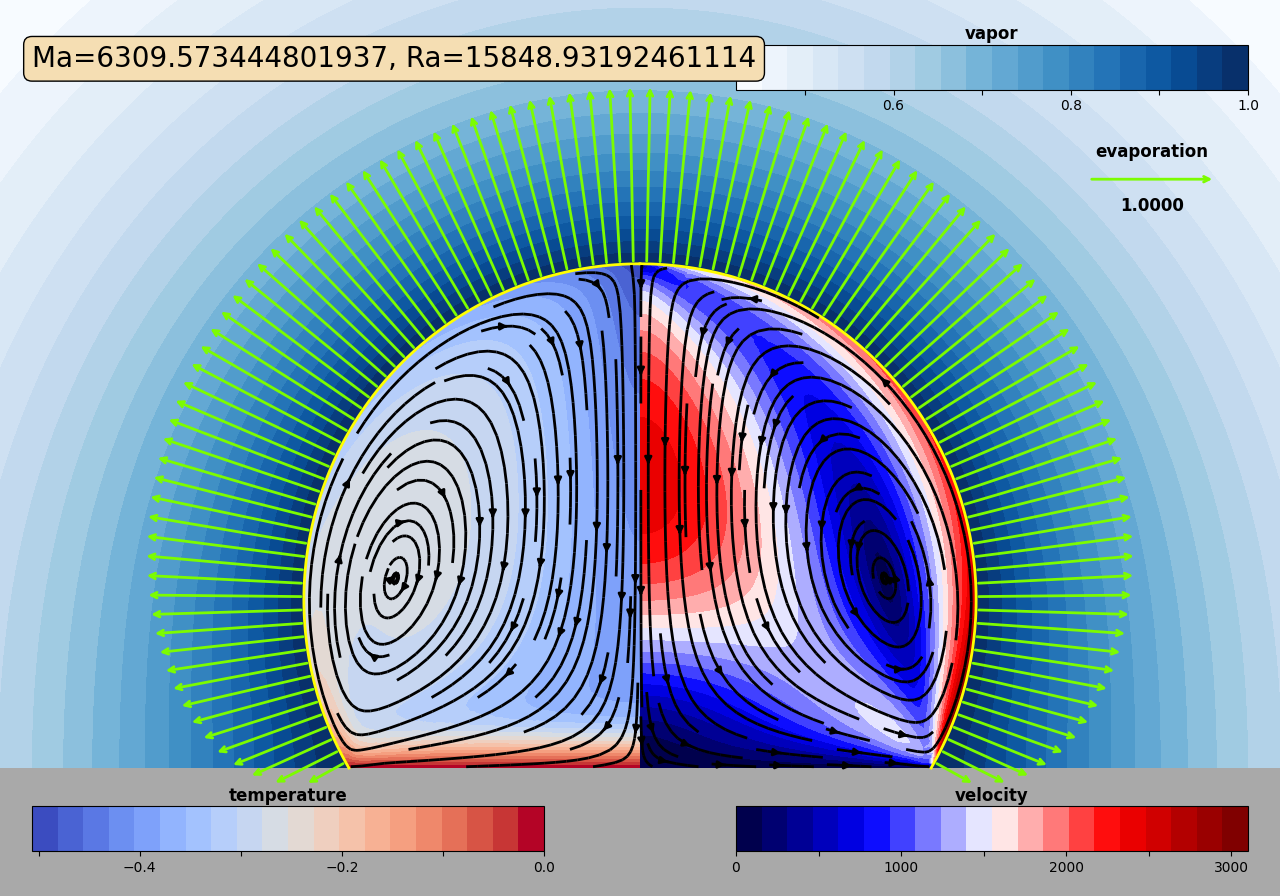 vapor
Ma=6309.573444801937, Ra=15848.93192461114
0.6 0.8 1.0
evaporation
1.0000
temperature
−0.4 −0.2 0.0
velocity
0 1000 2000 3000